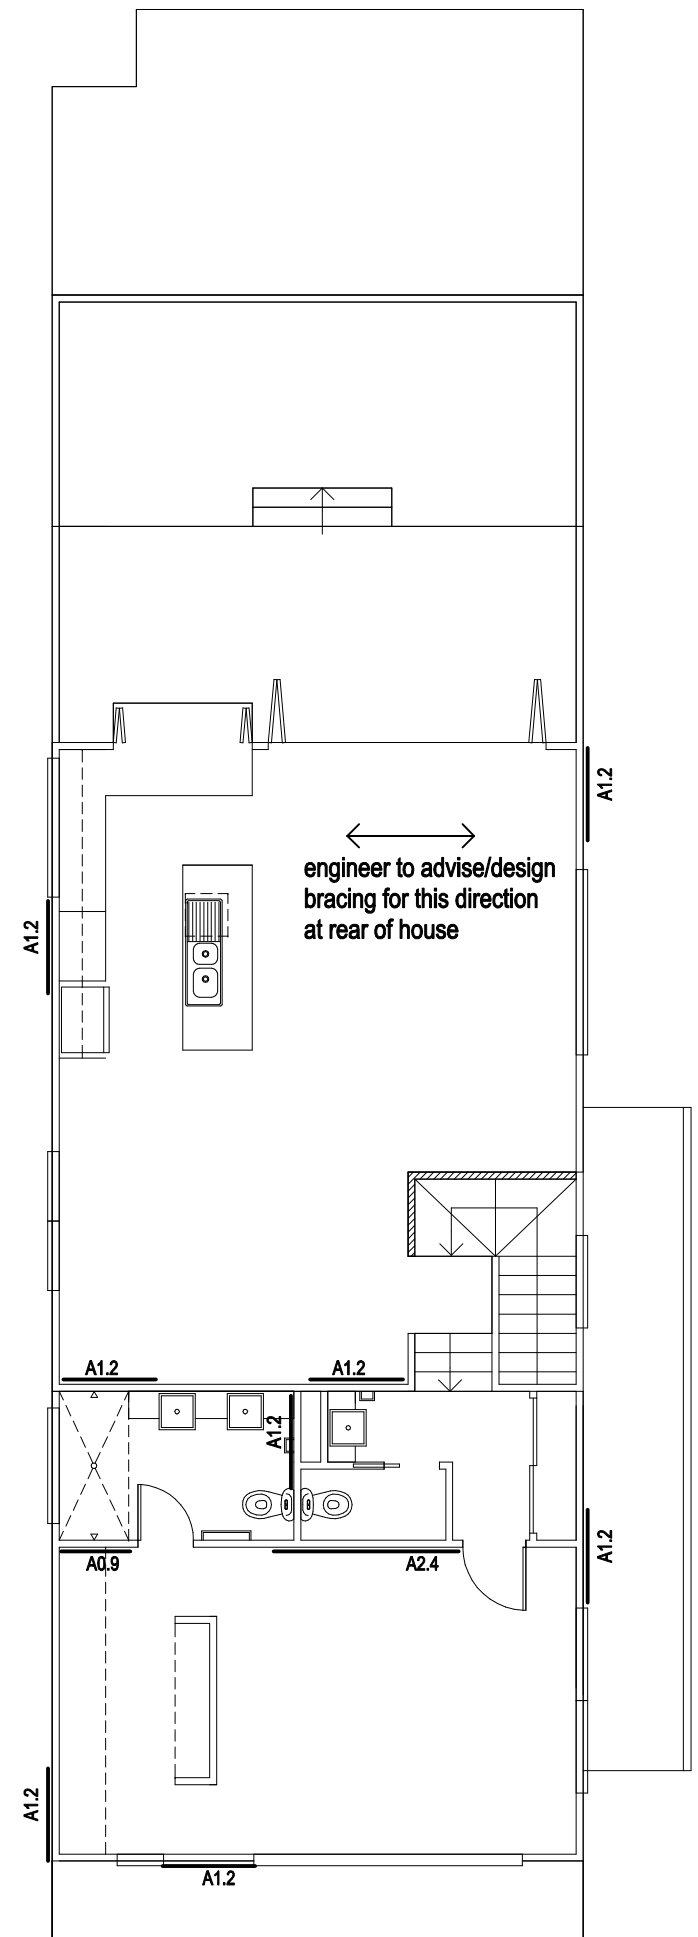 A1.2
engineer to advise/design
bracing for this direction
at rear of house
A1.2
A1.2
A1.2
A1.2
A0.9
A2.4
A1.2
A1.2
A1.2